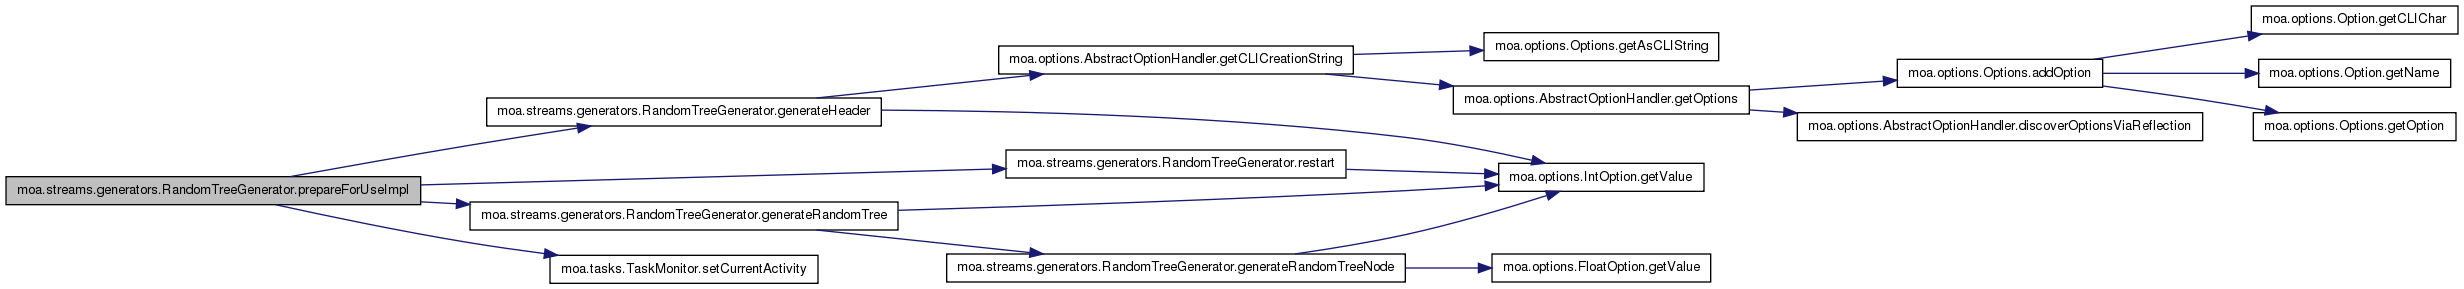 moa.streams.generators.RandomTreeGenerator.prepareForUseImpl
moa.streams.generators.RandomTreeGenerator.generateHeader
moa.streams.generators.RandomTreeGenerator.restart
moa.streams.generators.RandomTreeGenerator.generateRandomTree
moa.tasks.TaskMonitor.setCurrentActivity
moa.options.AbstractOptionHandler.getCLICreationString
moa.streams.generators.RandomTreeGenerator.generateRandomTreeNode
moa.options.Options.getAsCLIString
moa.options.AbstractOptionHandler.getOptions
moa.options.IntOption.getValue
moa.options.FloatOption.getValue
moa.options.Options.addOption
moa.options.AbstractOptionHandler.discoverOptionsViaReflection
moa.options.Option.getCLIChar
moa.options.Option.getName
moa.options.Options.getOption